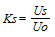 Ks = Us / Uo